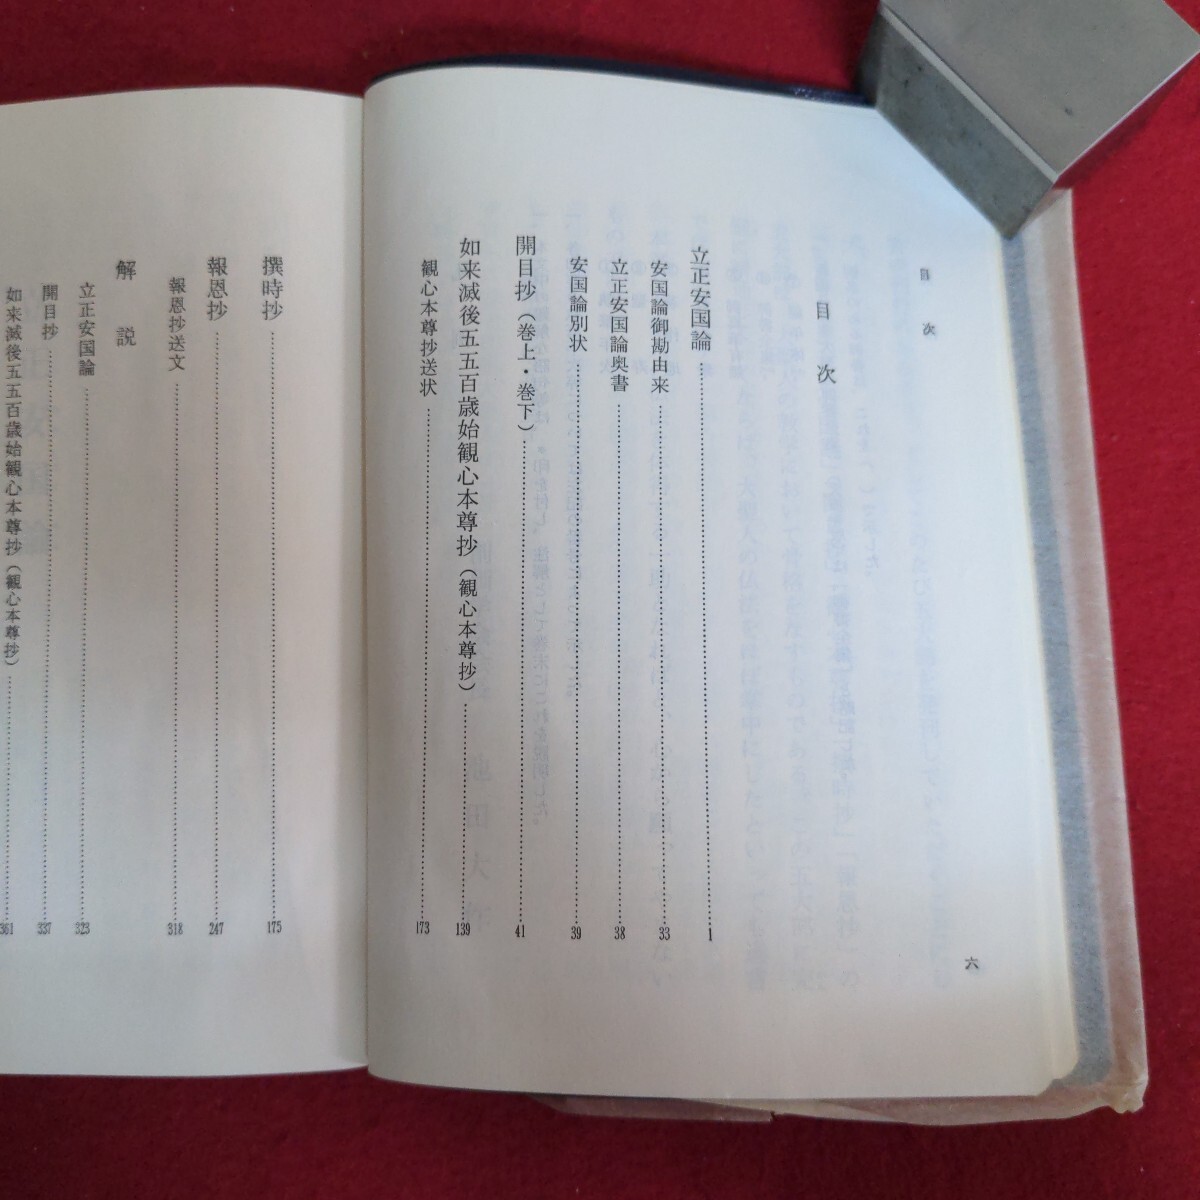 目次
目次
立正安国論……1
安国論御勘由来……33
立正安国論奥書……38
安国論別状……39
開目抄（巻上・巻下）……41
如来滅後五五百歳始観心本尊抄（観心本尊抄）……139
観心本尊抄送状……173
六
撰時抄……175
報恩抄……247
報恩抄送文……318
解説
立正安国論……323
開目抄……337
如来滅後五五百歳始観心本尊抄（観心本尊抄）……361